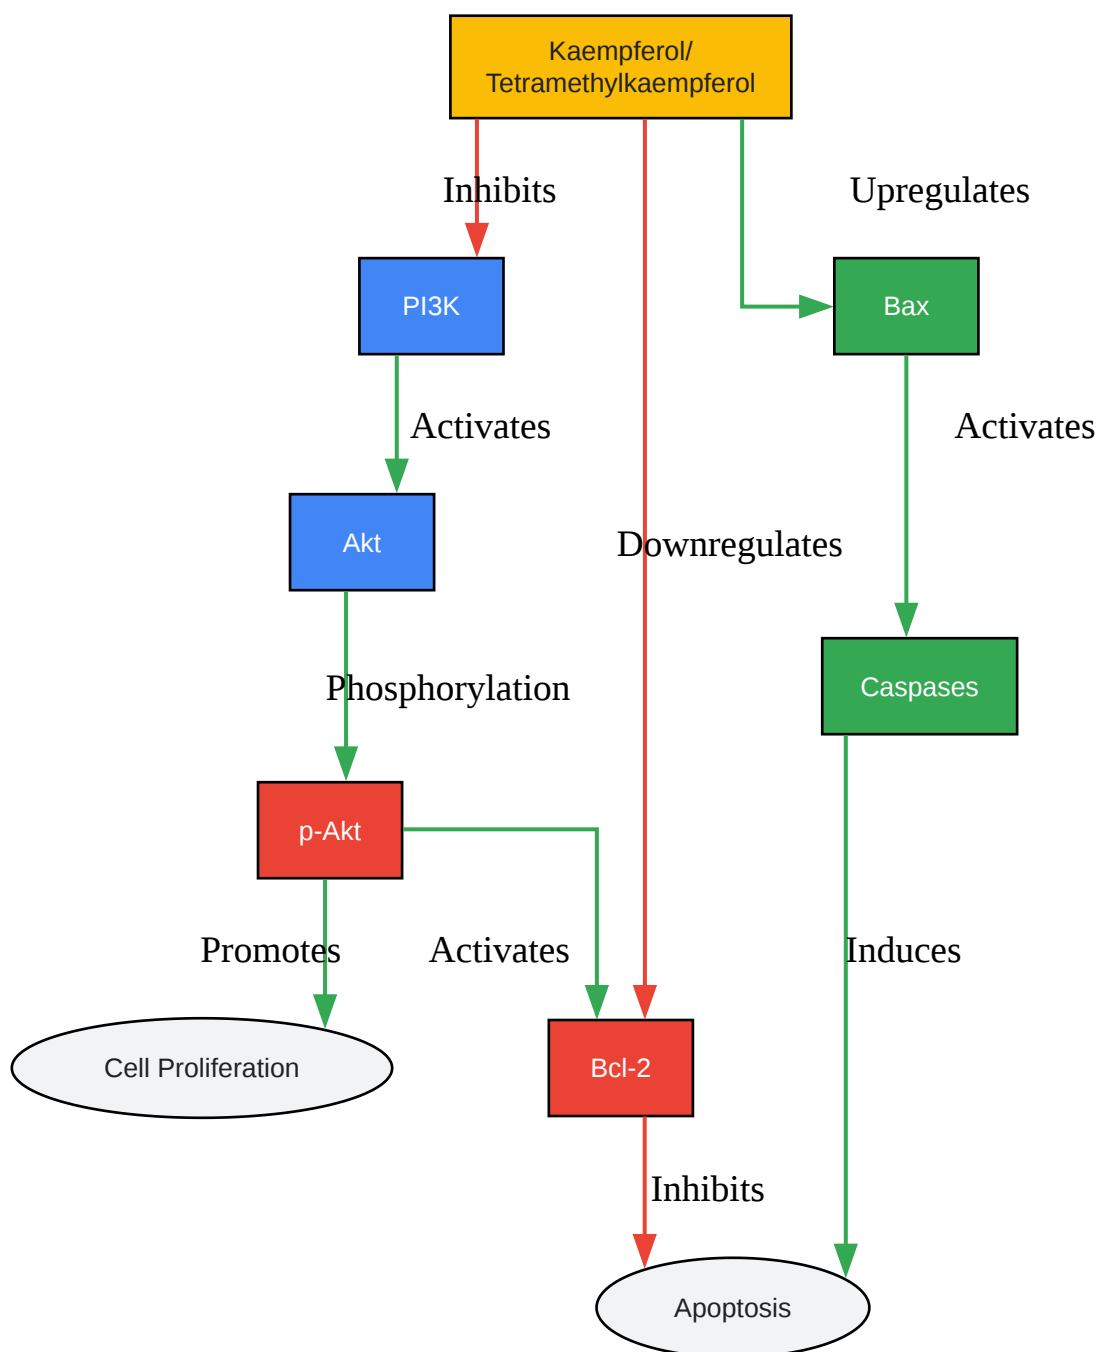 Kaempferol/
Tetramethylkaempferol
Inhibits
Upregulates
PI3K
Bax
Activates
Activates
Akt
Downregulates
Phosphorylation
Caspases
p-Akt
Promotes
Activates
Induces
Cell Proliferation
Bcl-2
Inhibits
Apoptosis